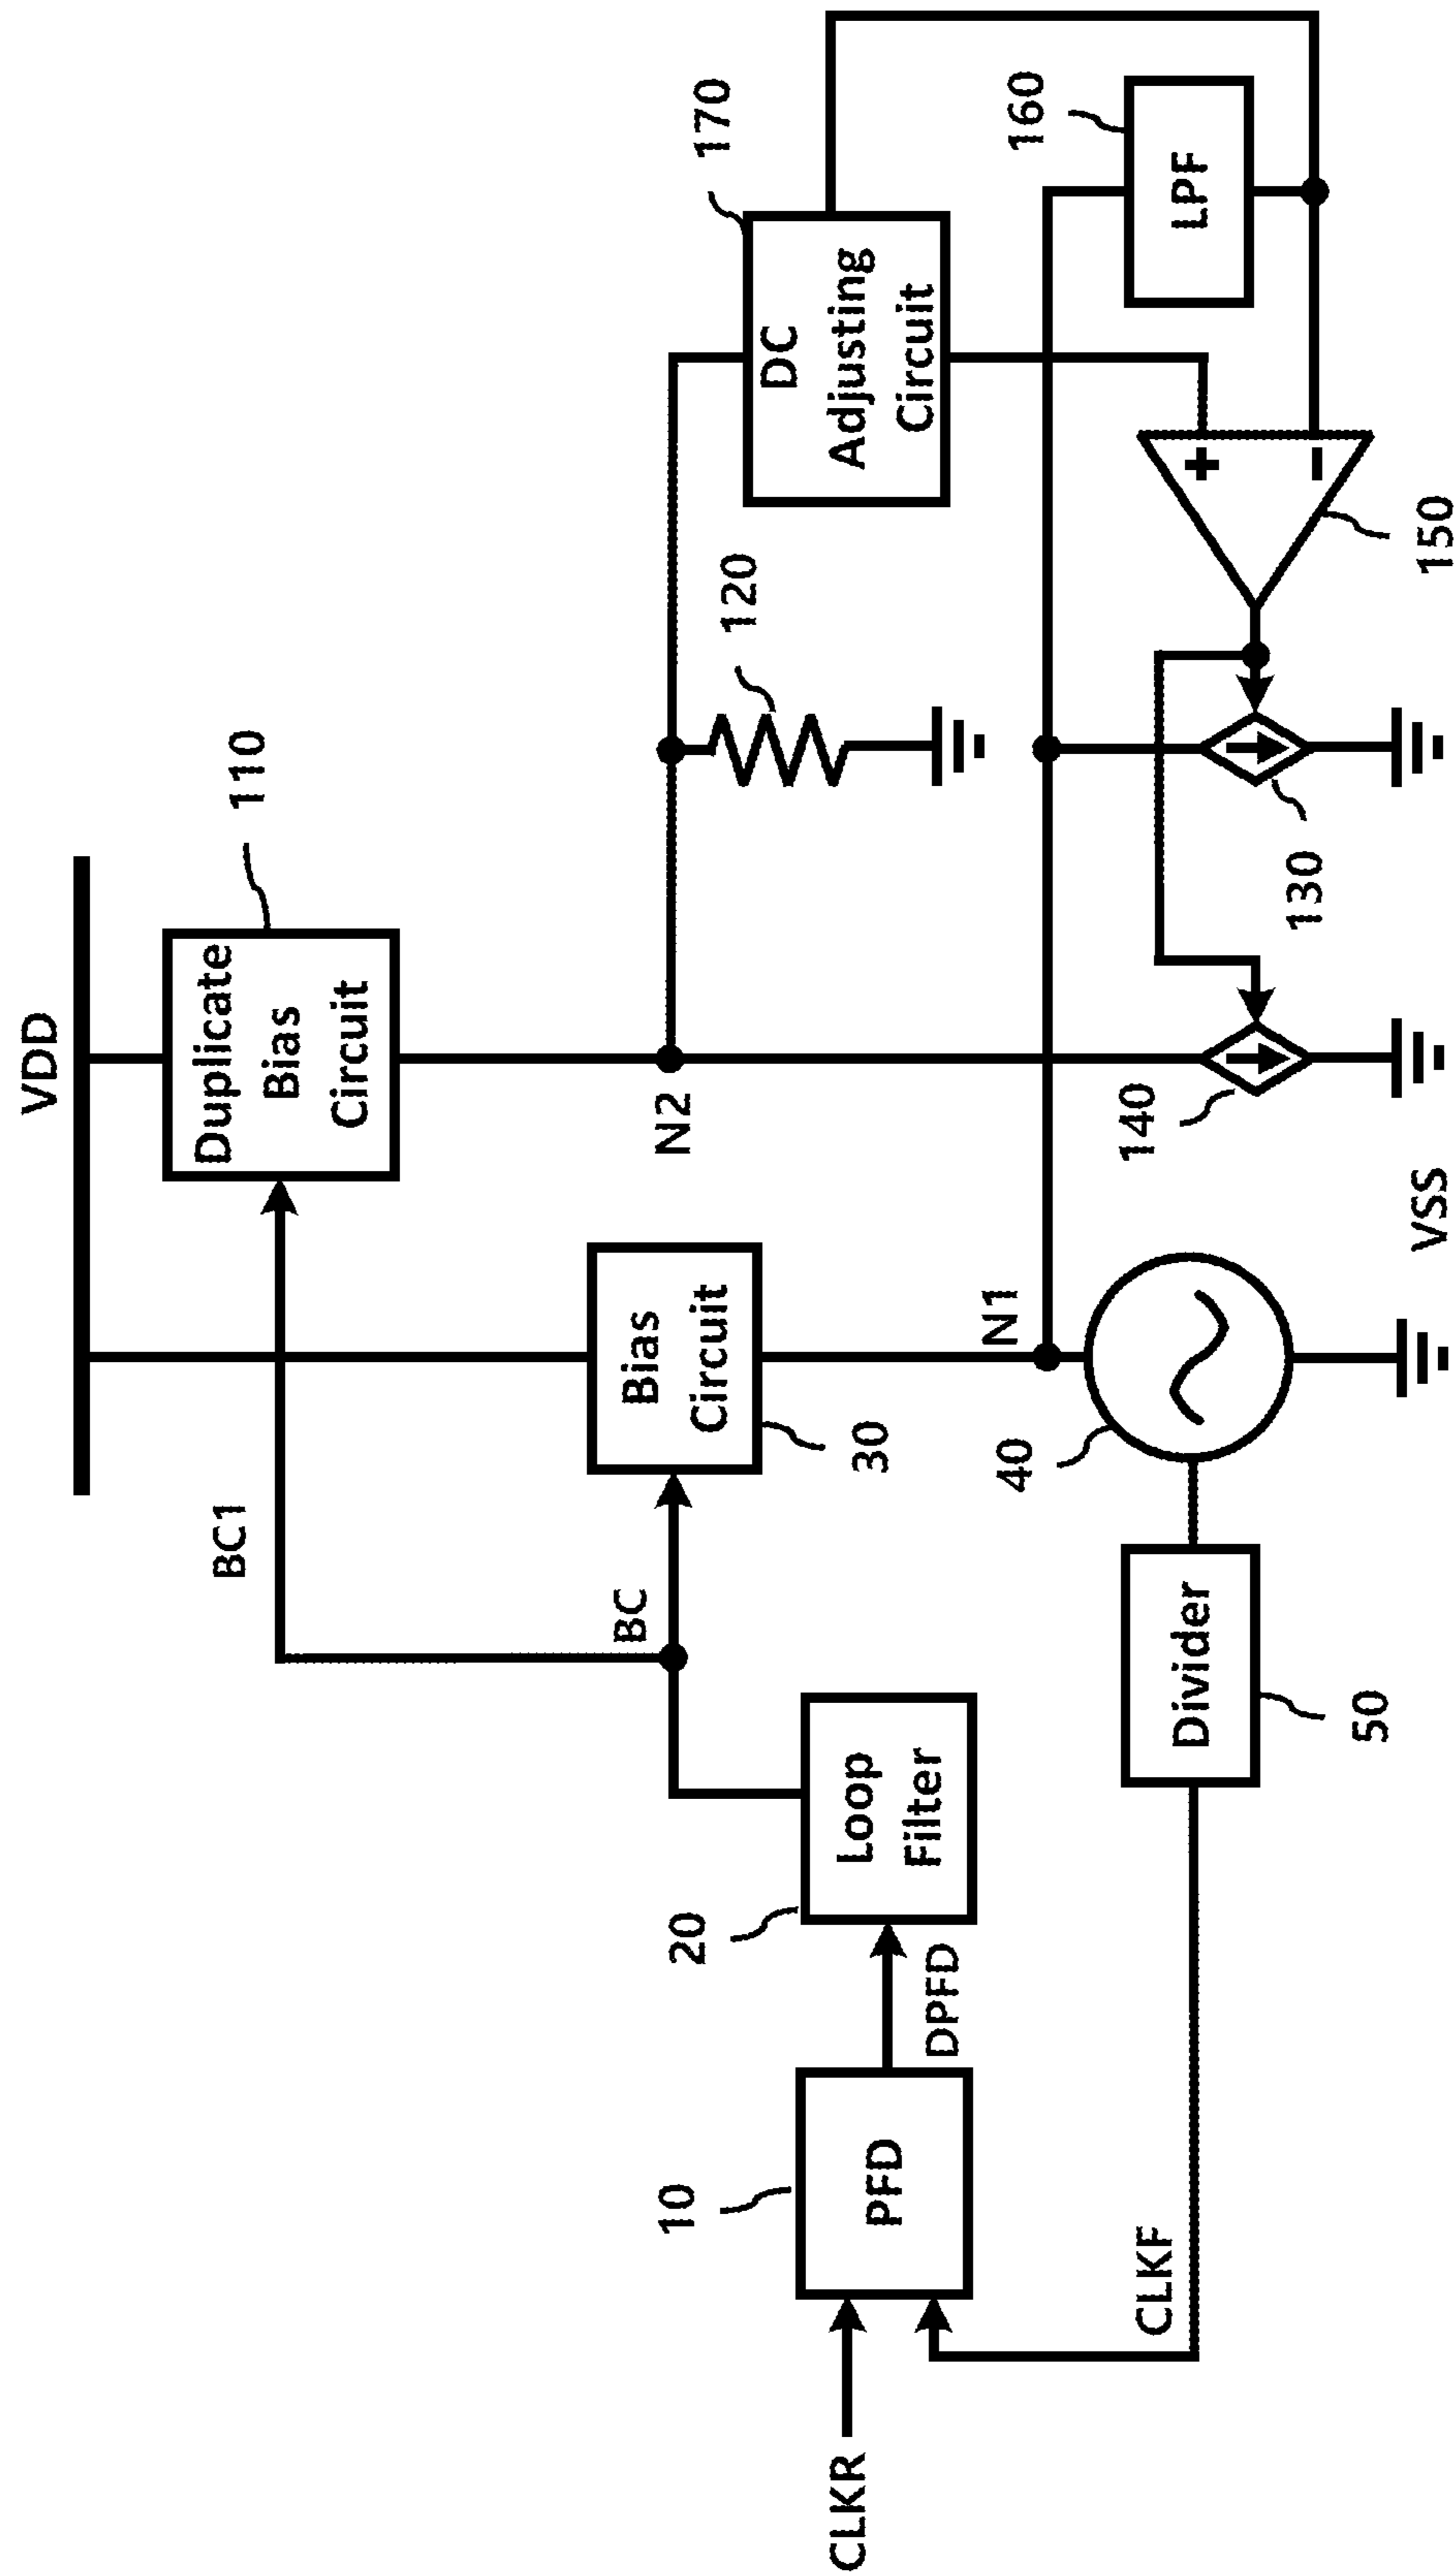 VDD
BC1
Duplicate
Bias
Circuit
110
BC
Bias
Circuit
30
N2
120
170
DC
Adjusting
Circuit
10
PFD
DPFD
20
Loop
Filter
N1
160
LPF
CLKR
CLKF
Divider
50
40
140
130
+
-
150
VSS